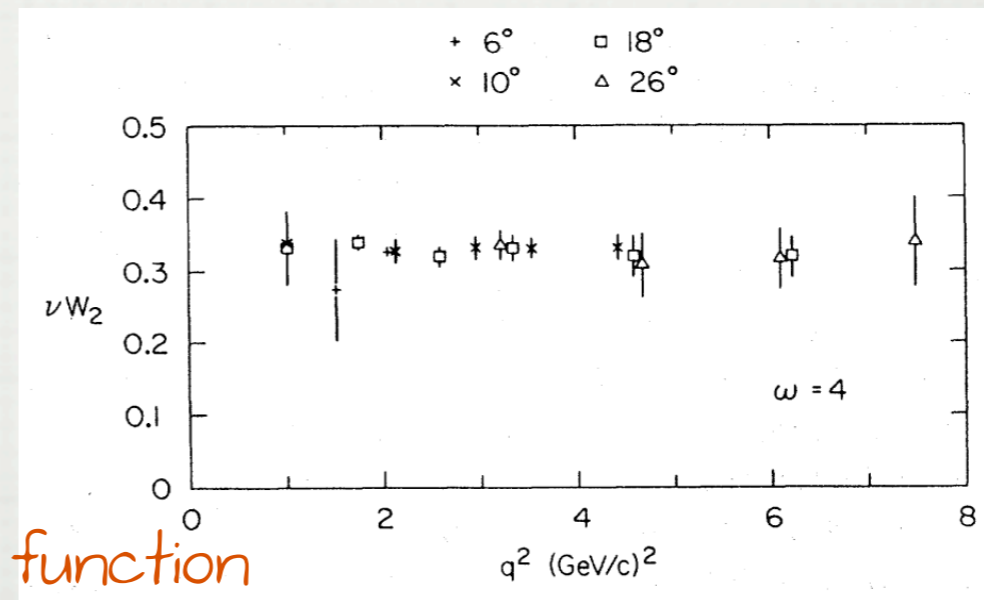 + 6° □ 18°
× 10° △ 26°
0.5
0.4
0.3
νW₂
0.2
ω = 4
0.1
0
0 2 4 6 8
q² (GeV/c)²
function